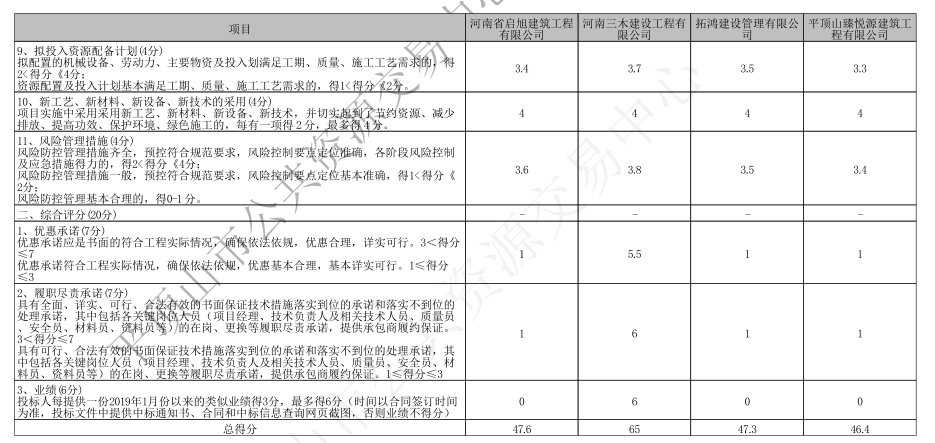 项目 河南省启旭建筑工程有限公司 河南三木建设工程有限公司 拓鸿建设管理有限公司 平顶山臻悦源建筑工程有限公司
9、拟投入资源配备计划(4分)
拟配置的机械设备、劳动力、主要物资及投入划满足工期、质量、施工工艺需求的，得
2<得分《4分；
资源配置及投入计划基本满足工期、质量、施工工艺需求的，得1<得分《2分。
3.4 3.7 3.5 3.3
10、新工艺、新材料、新设备、新技术的采用(4分)
项目实施中采用采用新工艺、新材料、新设备、新技术，并切实起到了节约资源、减少
排放、提高功效、保护环境、绿色施工的，每有一项得２分，最多得４分。
4 4 4 4
11、风险管理措施(4分)
风险防控管理措施齐全，预控符合规范要求，风险控制要点定位准确，各阶段风险控制
及应急措施得力的，得2<得分《4分；
风险防控管理措施一般，预控符合规范要求，风险控制要点定位基本准确，得1<得分《
2分；
风险防控管理基本合理的，得0-1分。
3.6 3.8 3.5 3.4
二、综合评分(20分) – – – –
1、优惠承诺(7分)
优惠承诺应是书面的符合工程实际情况，确保依法依规，优惠合理，详实可行。3＜得分
≤7
优惠承诺符合工程实际情况，确保依法依规，优惠基本合理，基本详实可行。1≤得分
≤3
1 5.5 1 1
2、履职尽责承诺(7分)
具有全面、详实、可行、合法有效的书面保证技术措施落实到位的承诺和落实不到位的
处理承诺，其中包括各关键岗位人员（项目经理、技术负责人及相关技术人员、质量员
、安全员、材料员、资料员等）)的在岗、更换等履职尽责承诺，提供承包商履约保证。
3＜得分≤7
具有可行、合法有效的书面保证技术措施落实到位的承诺和落实不到位的处理承诺，其
中包括各关键岗位人员（项目经理、技术负责人及相关技术人员、质量员、安全员、材
料员、资料员等）的在岗、更换等履职尽责承诺，提供承包商履约保证。1≤得分≤3
1 6 1 1
3、业绩(6分)
投标人每提供一份2019年1月份以来的类似业绩得3分，最多得6分（时间以合同签订时间
为准，投标文件中提供中标通知书、合同和中标信息查询网页截图，否则业绩不得分）
0 6 0 0
总得分 47.6 65 47.3 46.4
平顶山市公共资源交易中心